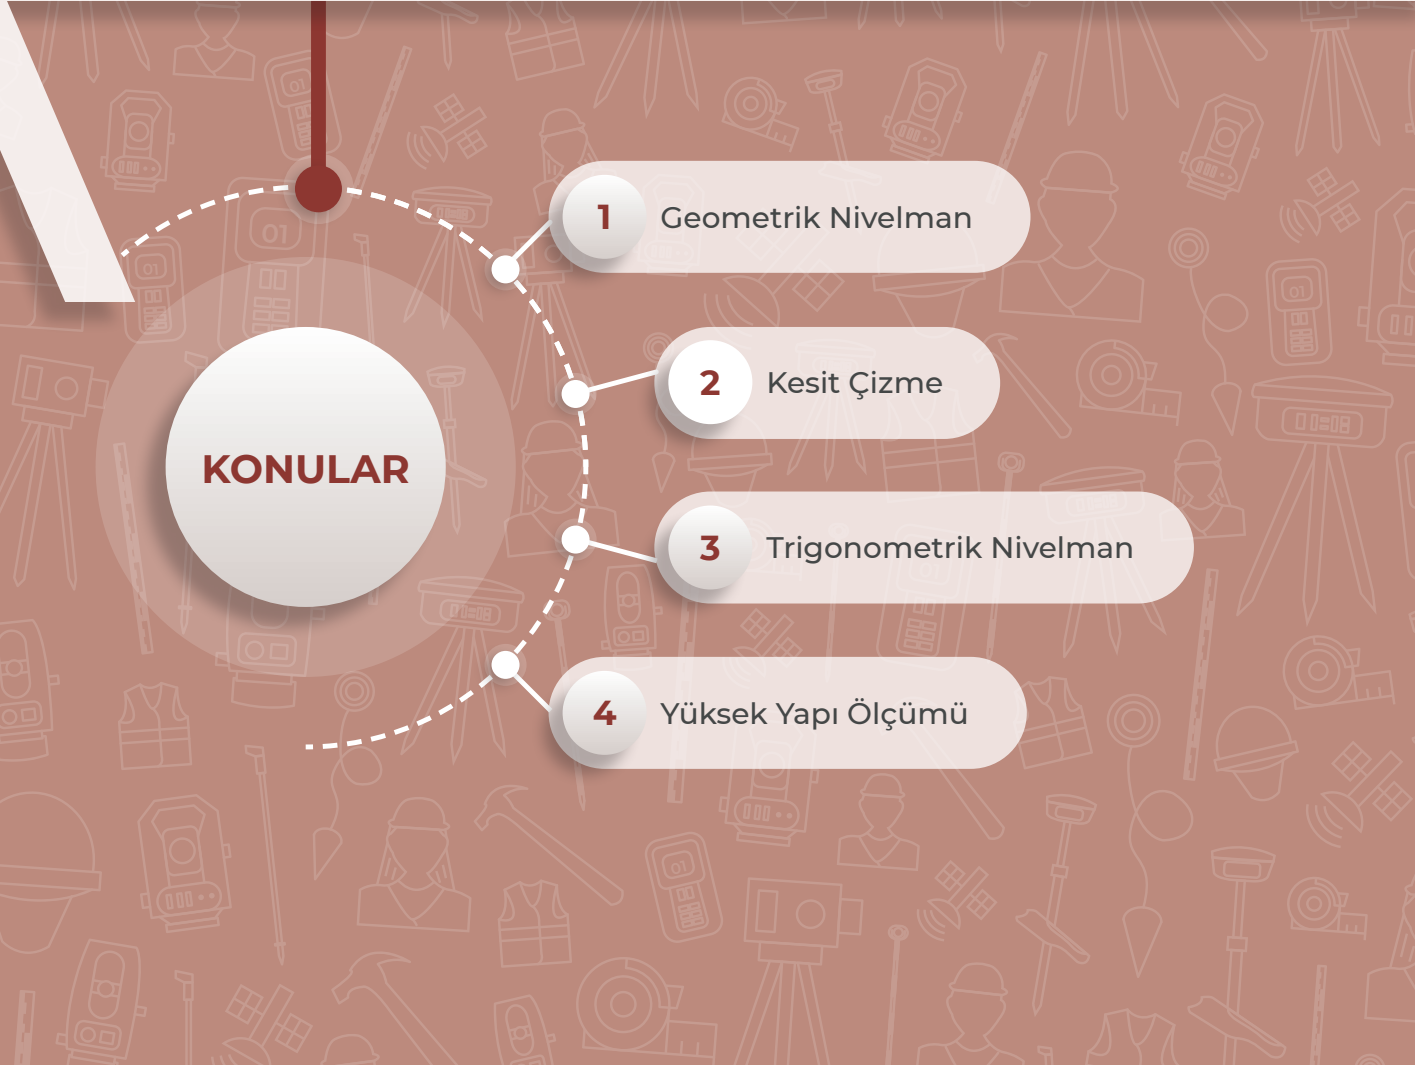 1 Geometrik Nivelman
2 Kesit Çizme
KONULAR
3 Trigonometrik Nivelman
4 Yüksek Yapı Ölçümü